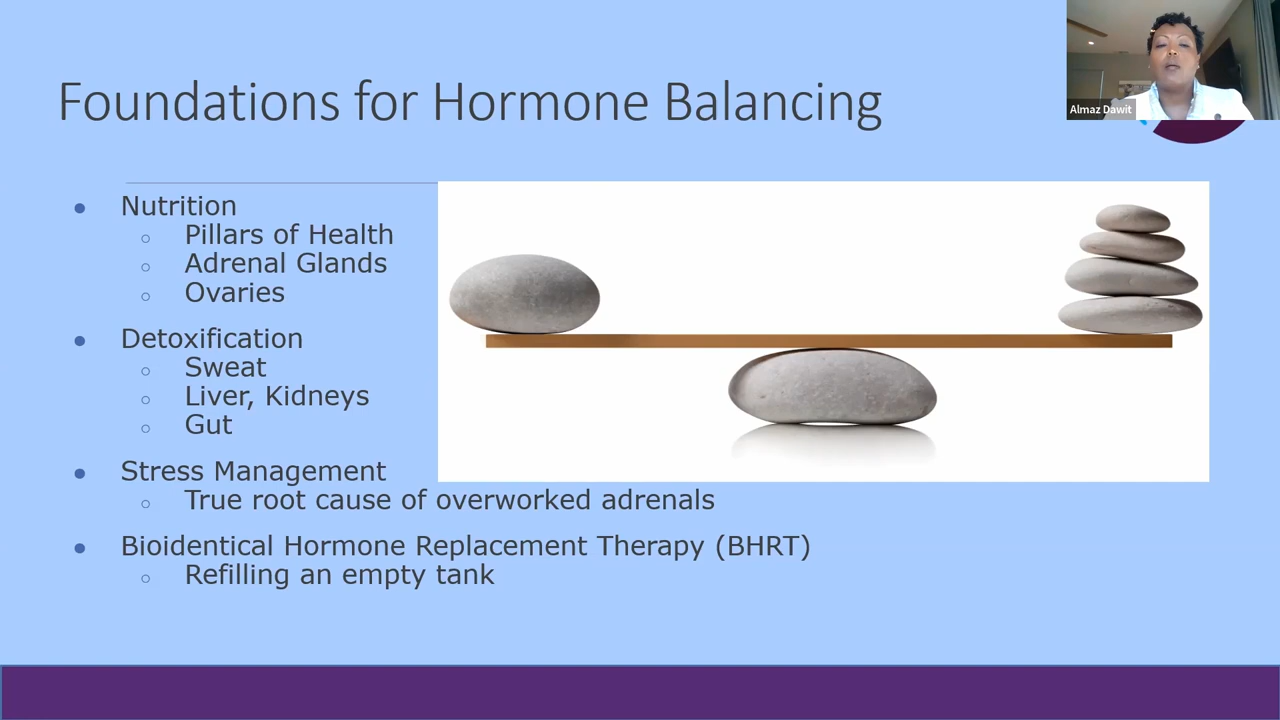 Foundations for Hormone Balancing
Almaz Dawit
● Nutrition
○ Pillars of Health
○ Adrenal Glands
○ Ovaries
● Detoxification
○ Sweat
○ Liver, Kidneys
○ Gut
● Stress Management
○ True root cause of overworked adrenals
● Bioidentical Hormone Replacement Therapy (BHRT)
○ Refilling an empty tank